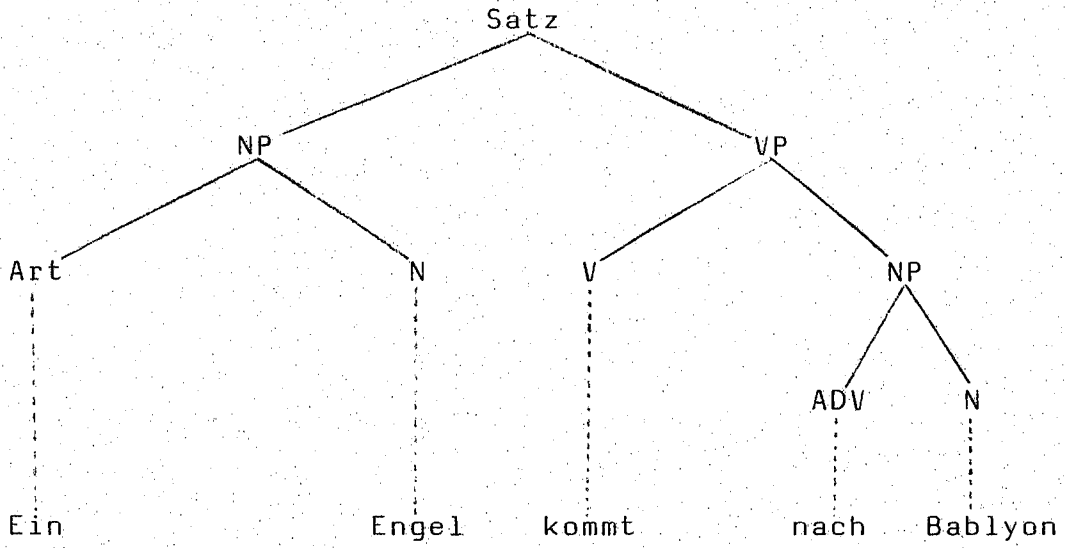 Satz
NP VP
Art N V NP
ADV N
Ein Engel kommt nach Bablyon